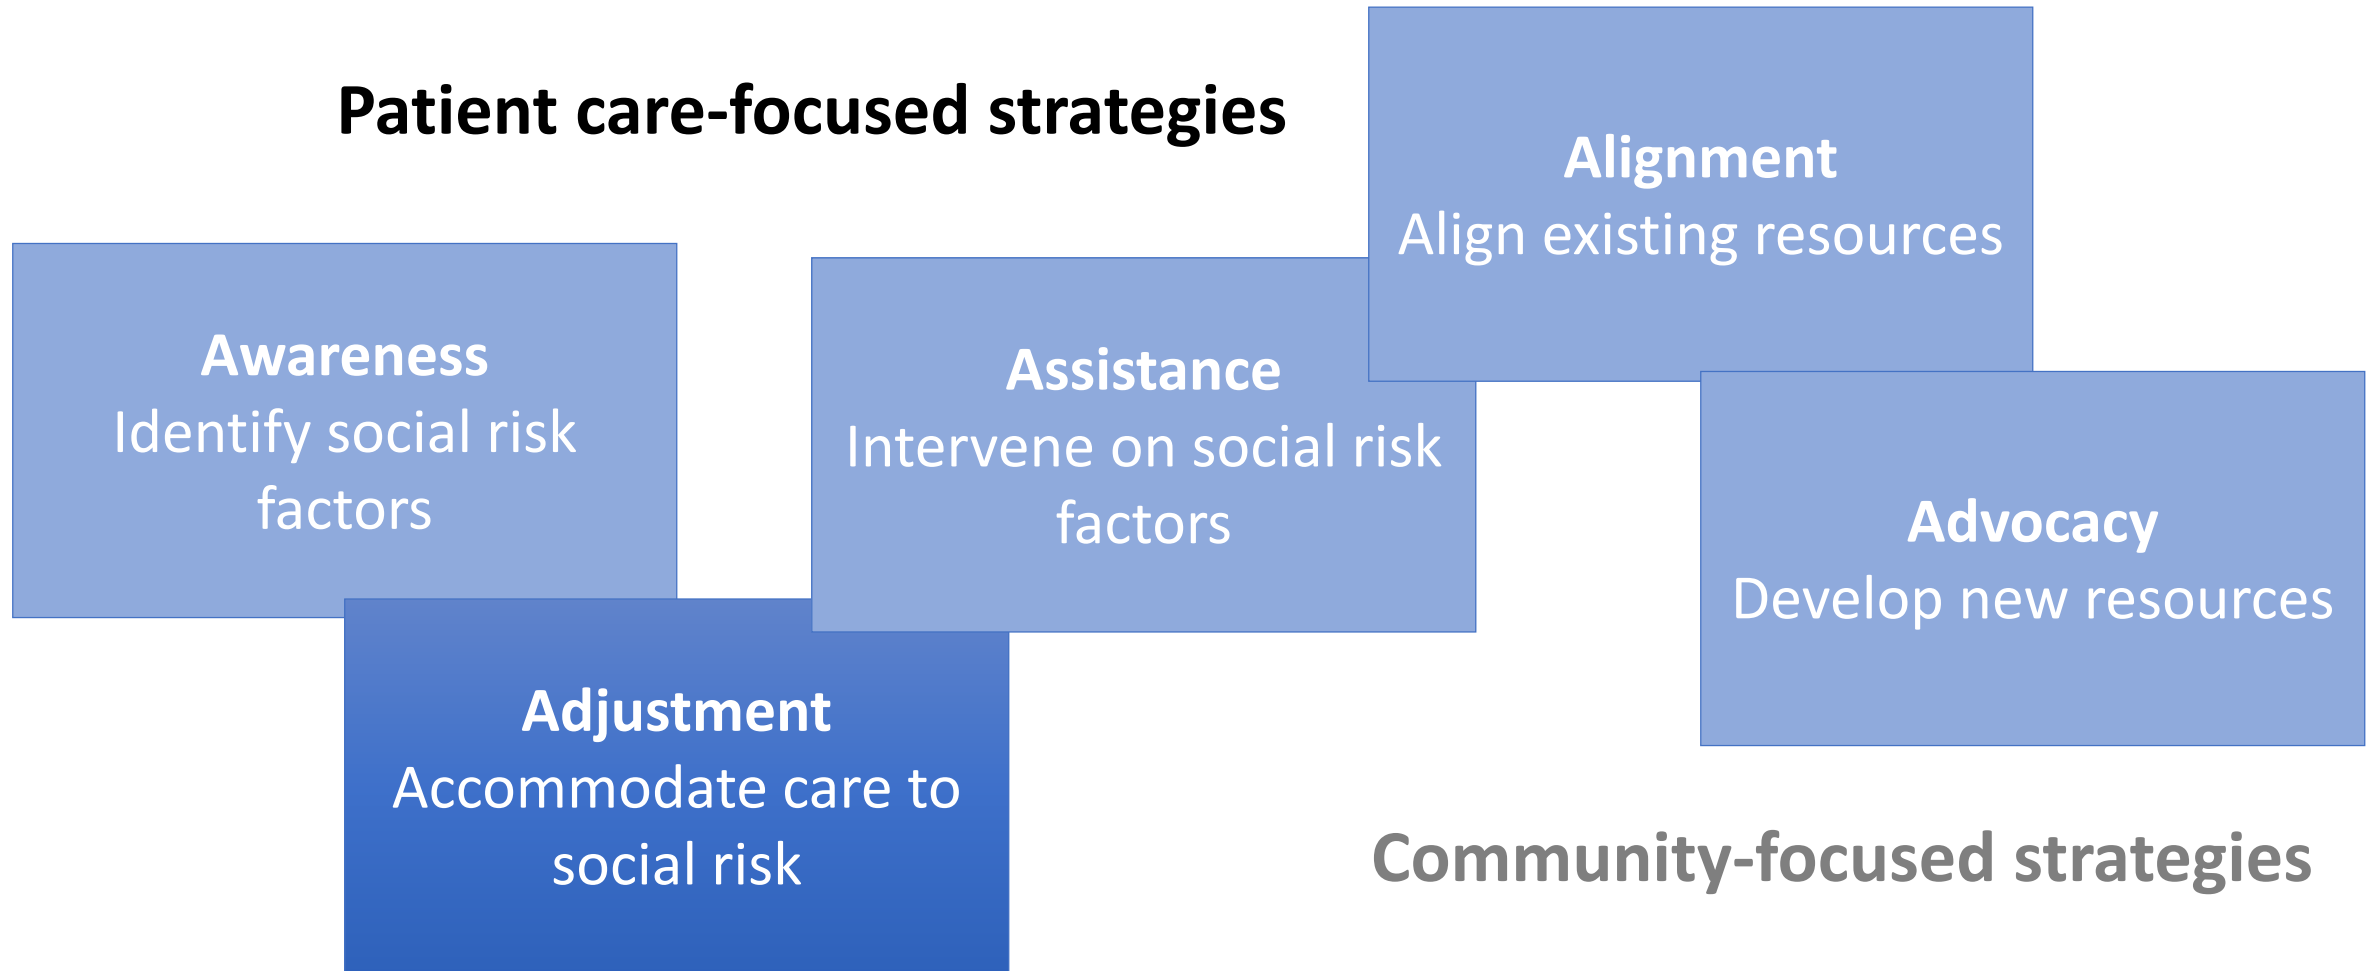 Patient care-focused strategies
Awareness
Identify social risk
factors
Adjustment
Accommodate care to
social risk
Assistance
Intervene on social risk
factors
Alignment
Align existing resources
Advocacy
Develop new resources
Community-focused strategies